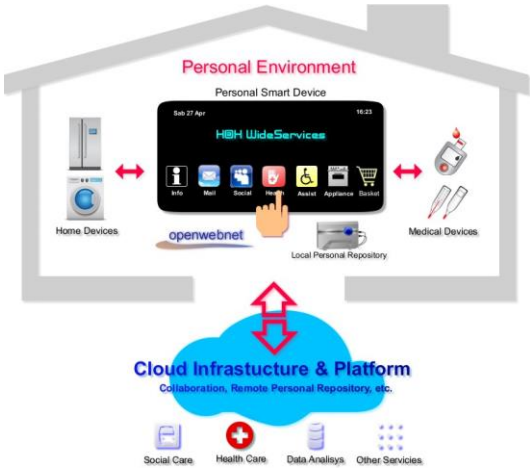 Personal Environment
Personal Smart Device
Sab 27 Apr 16:23
H@H WideServices
Info Mail Social Health Assist Appliance Basket
Home Devices
openwebnet
Local Personal Repository
Medical Devices
Cloud Infrastucture & Platform
Collaboration, Remote Personal Repository, etc.
Social Care Health Care Data Analisys Other Servicies